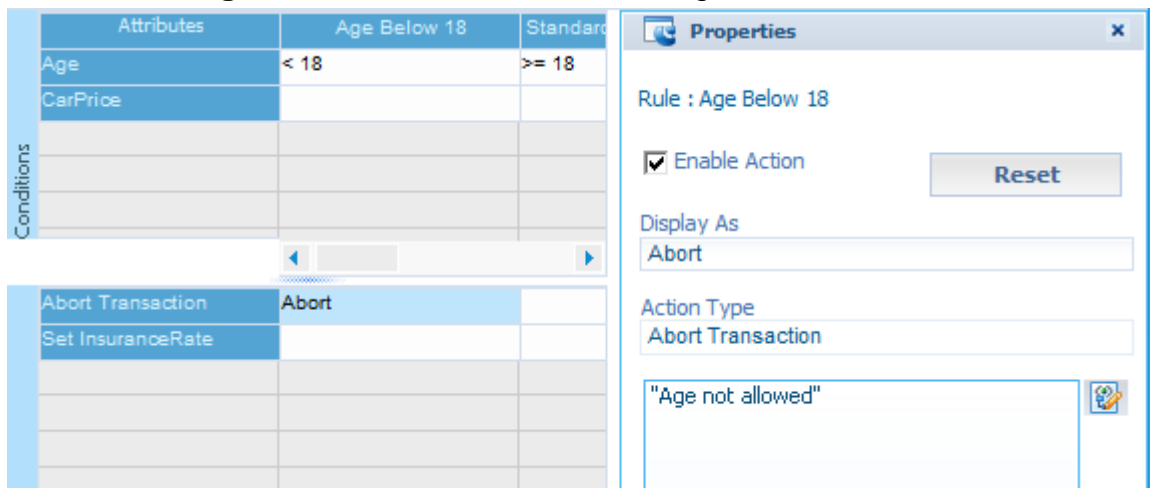 Attributes Age Below 18 Standard
Age < 18 >= 18
CarPrice
Conditions
Abort Transaction Abort
Set InsuranceRate
Properties x
Rule : Age Below 18
Enable Action Reset
Display As
Abort
Action Type
Abort Transaction
"Age not allowed"